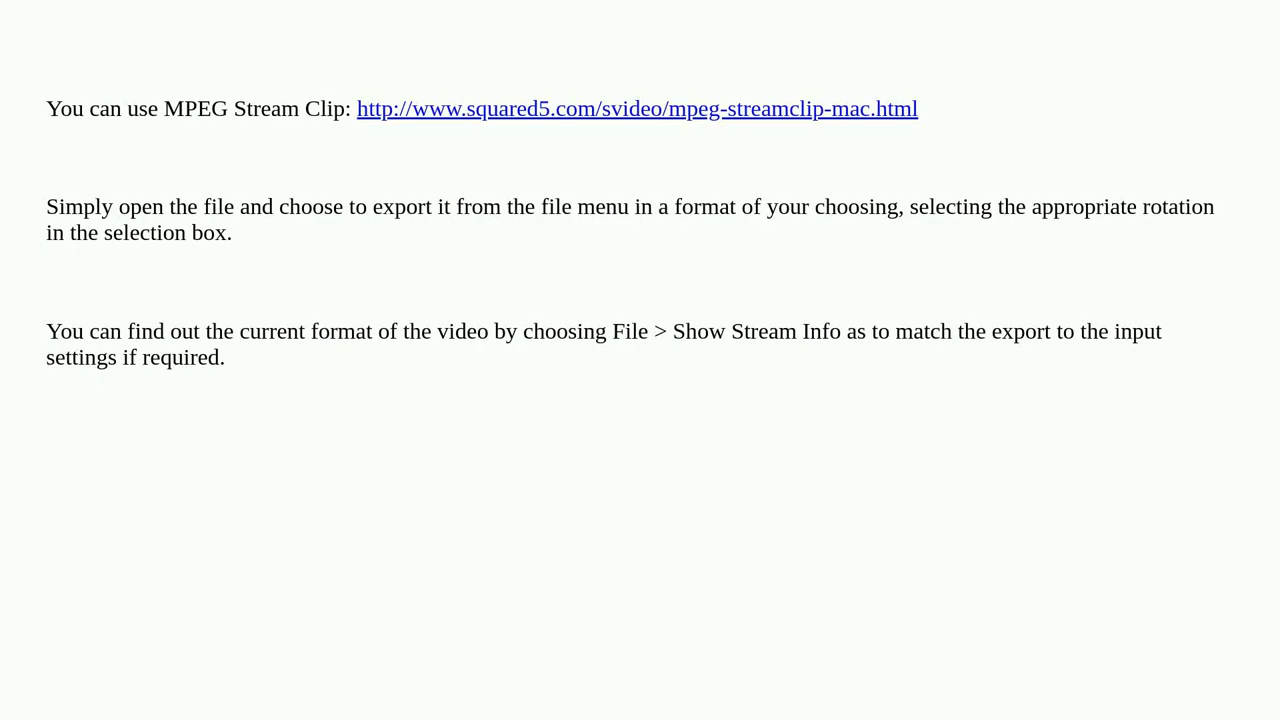 You can use MPEG Stream Clip: http://www.squared5.com/svideo/mpeg-streamclip-mac.html
Simply open the file and choose to export it from the file menu in a format of your choosing, selecting the appropriate rotation
in the selection box.
You can find out the current format of the video by choosing File > Show Stream Info as to match the export to the input
settings if required.